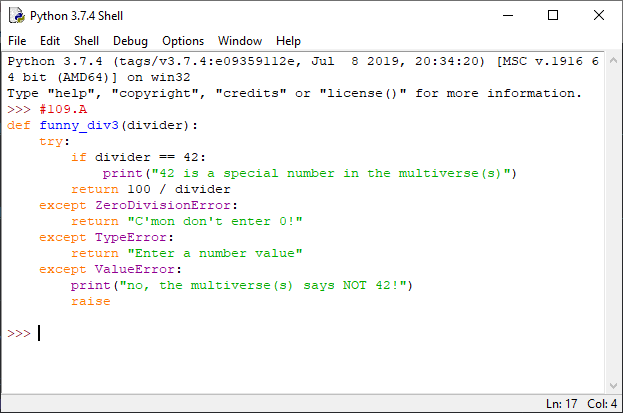 Python 3.7.4 Shell
File Edit Shell Debug Options Window Help
Python 3.7.4 (tags/v3.7.4:e09359112e, Jul  8 2019, 20:34:20) [MSC v.1916 6
4 bit (AMD64)] on win32
Type "help", "copyright", "credits" or "license()" for more information.
>>> #109.A
def funny_div3(divider):
    try:
        if divider == 42:
            print("42 is a special number in the multiverse(s)")
        return 100 / divider
    except ZeroDivisionError:
        return "C'mon don't enter 0!"
    except TypeError:
        return "Enter a number value"
    except ValueError:
        print("no, the multiverse(s) says NOT 42!")
        raise
>>>
Ln: 17 Col: 4